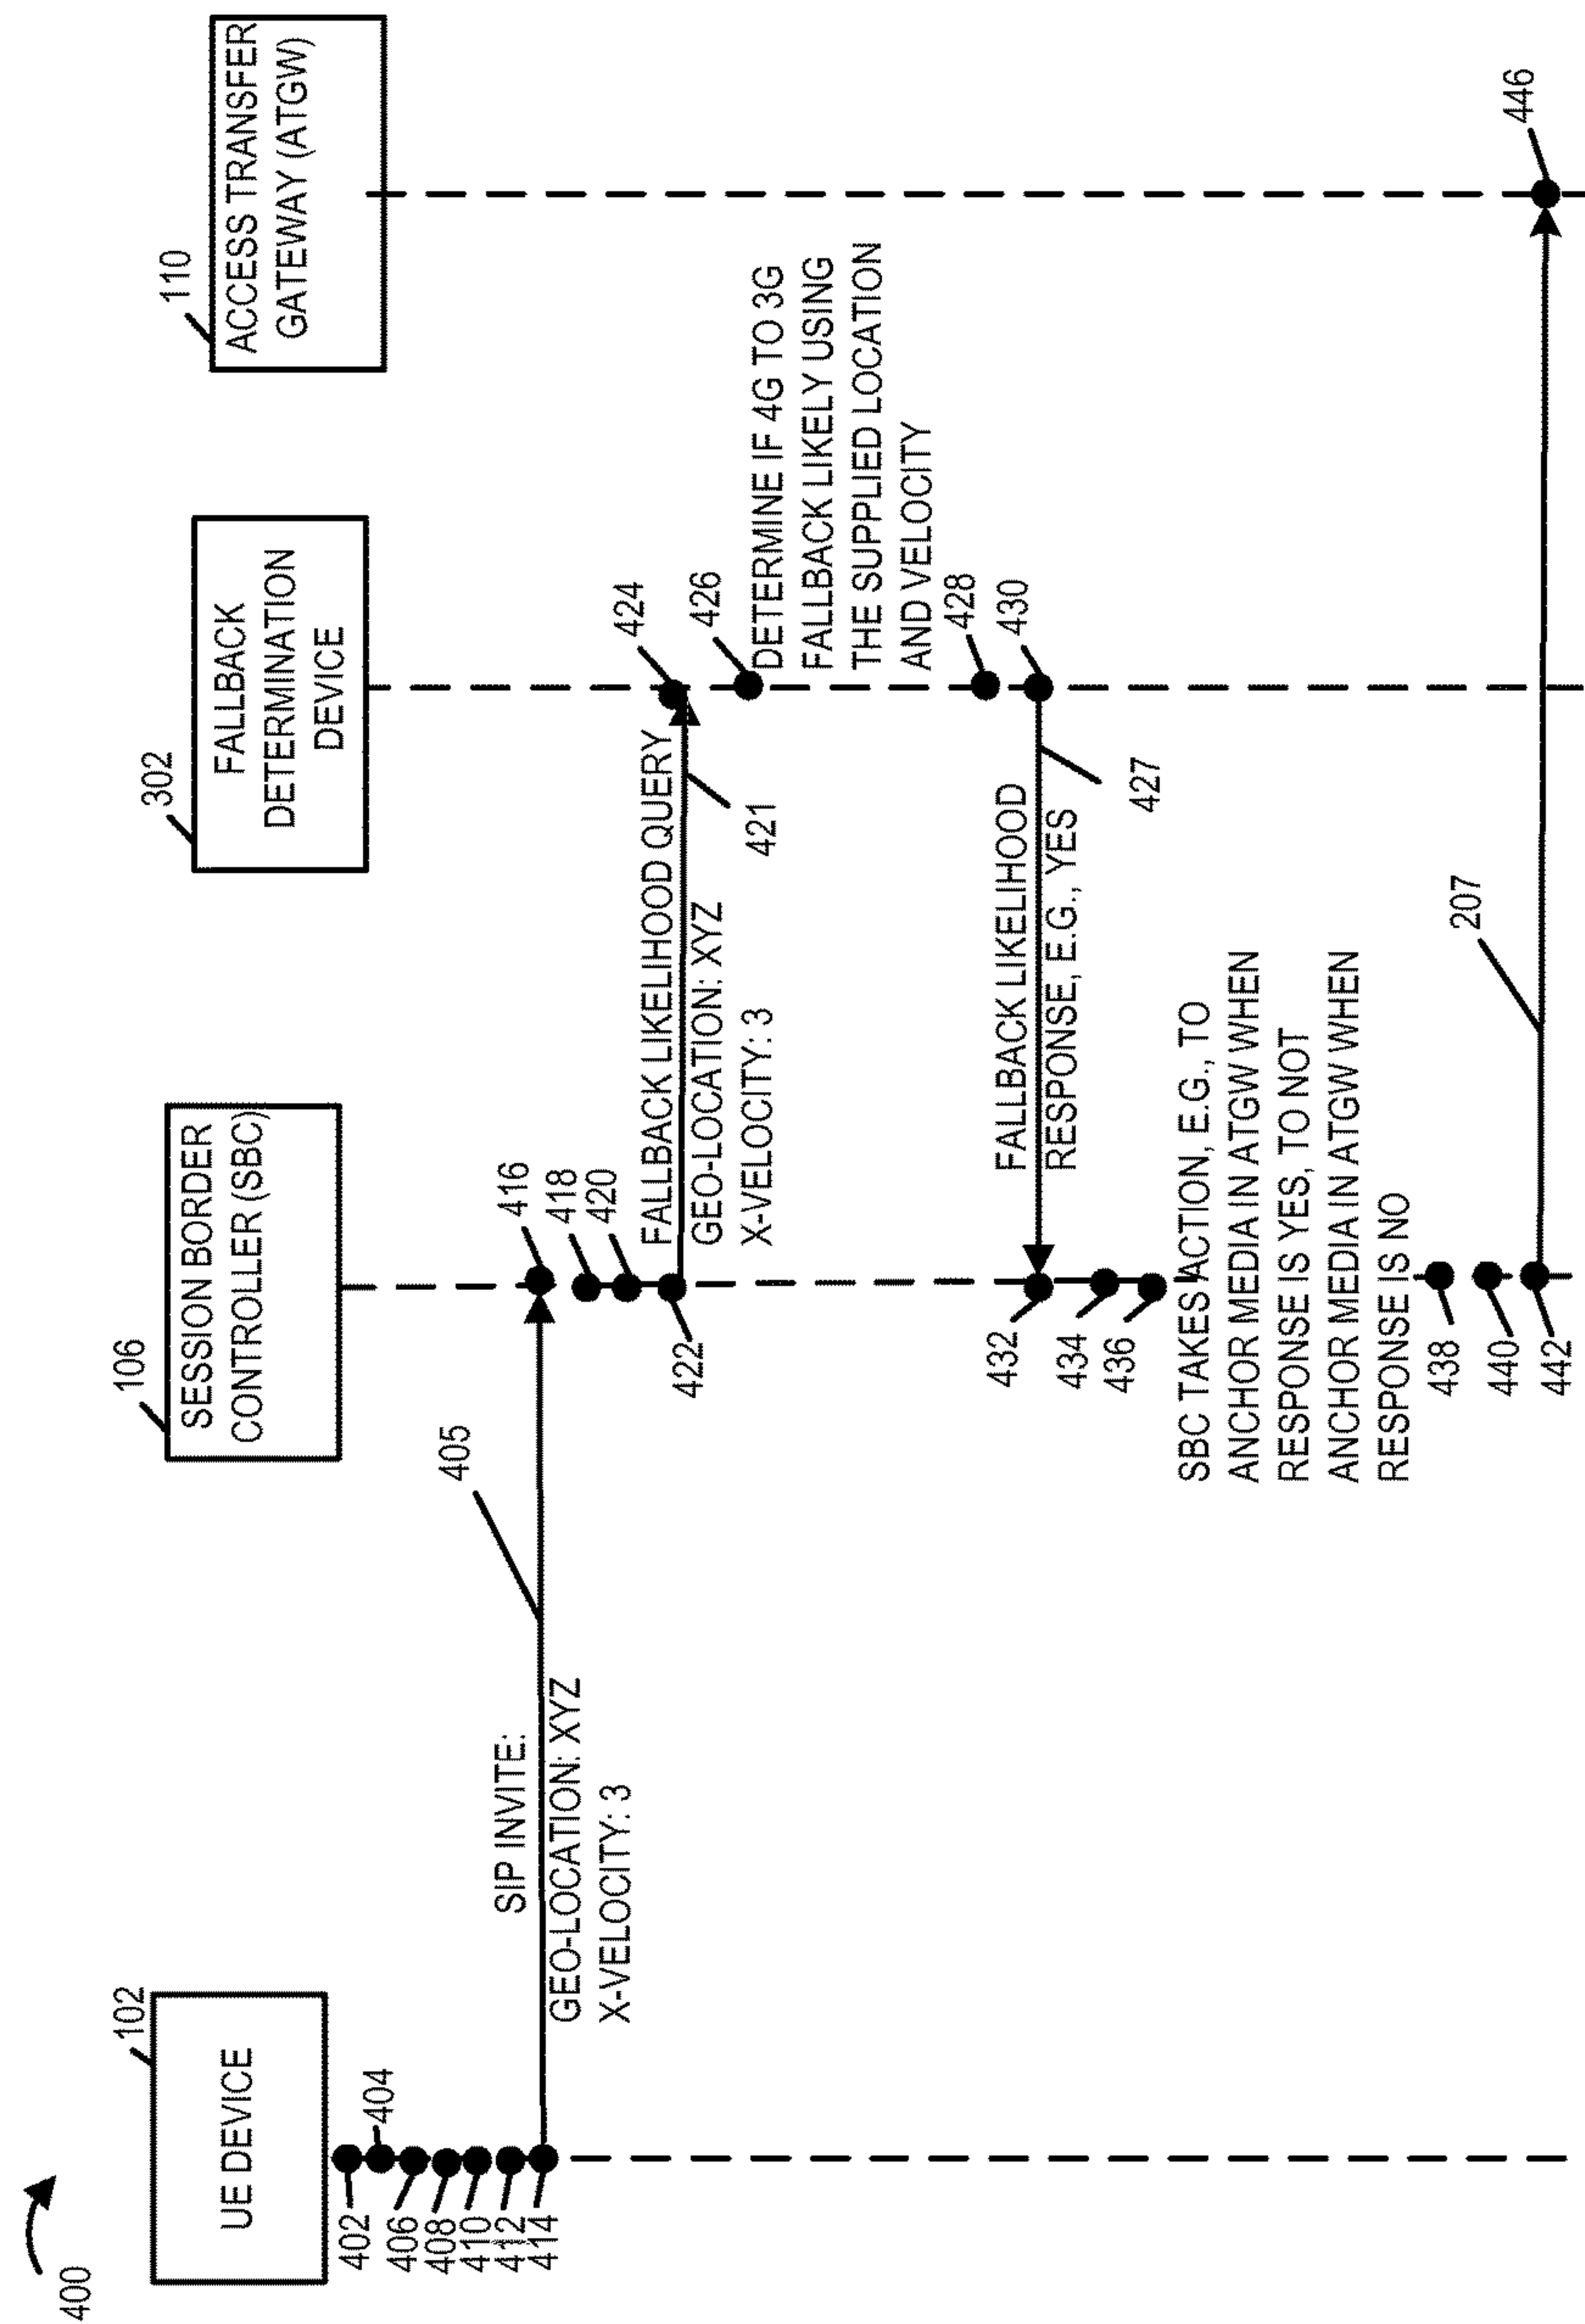 400
102
UE DEVICE
106
SESSION BORDER
CONTROLLER (SBC)
302
FALLBACK
DETERMINATION
DEVICE
110
ACCESS TRANSFER
GATEWAY (ATGW)
402
404
406
408
410
412
414
SIP INVITE:
GEO-LOCATION: XYZ
X-VELOCITY: 3
405
416
418
420
422
FALLBACK LIKELIHOOD QUERY
GEO-LOCATION: XYZ
X-VELOCITY: 3
421
424
426
DETERMINE IF 4G TO 3G
FALLBACK LIKELY USING
THE SUPPLIED LOCATION
AND VELOCITY
428
430
FALLBACK LIKELIHOOD
RESPONSE, E.G., YES
427
432
434
436
SBC TAKES ACTION, E.G., TO
ANCHOR MEDIA IN ATGW WHEN
RESPONSE IS YES, TO NOT
ANCHOR MEDIA IN ATGW WHEN
RESPONSE IS NO
438
440
442
207
446